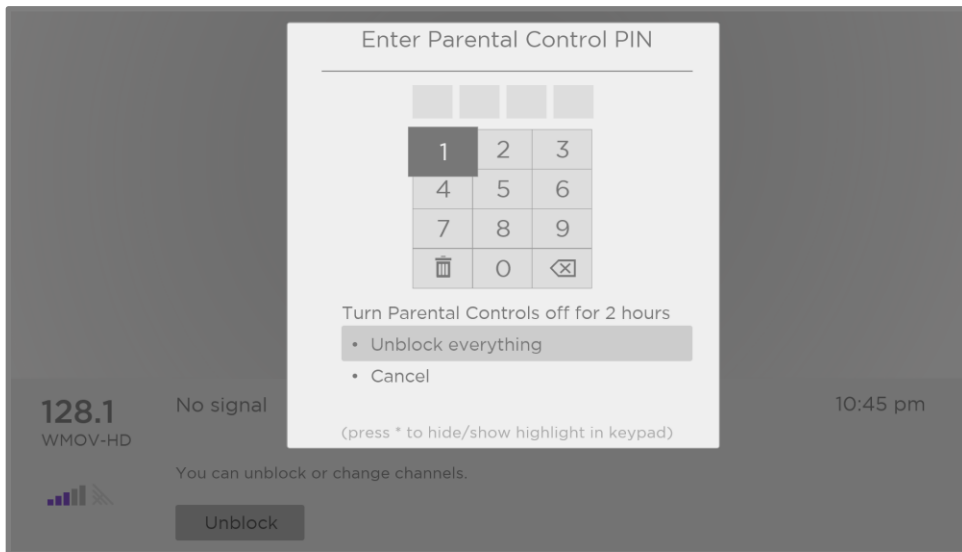 Enter Parental Control PIN
1 2 3
4 5 6
7 8 9
0
Turn Parental Controls off for 2 hours
• Unblock everything
• Cancel
(press * to hide/show highlight in keypad)
128.1 No signal 10:45 pm
WMOV-HD
You can unblock or change channels.
Unblock